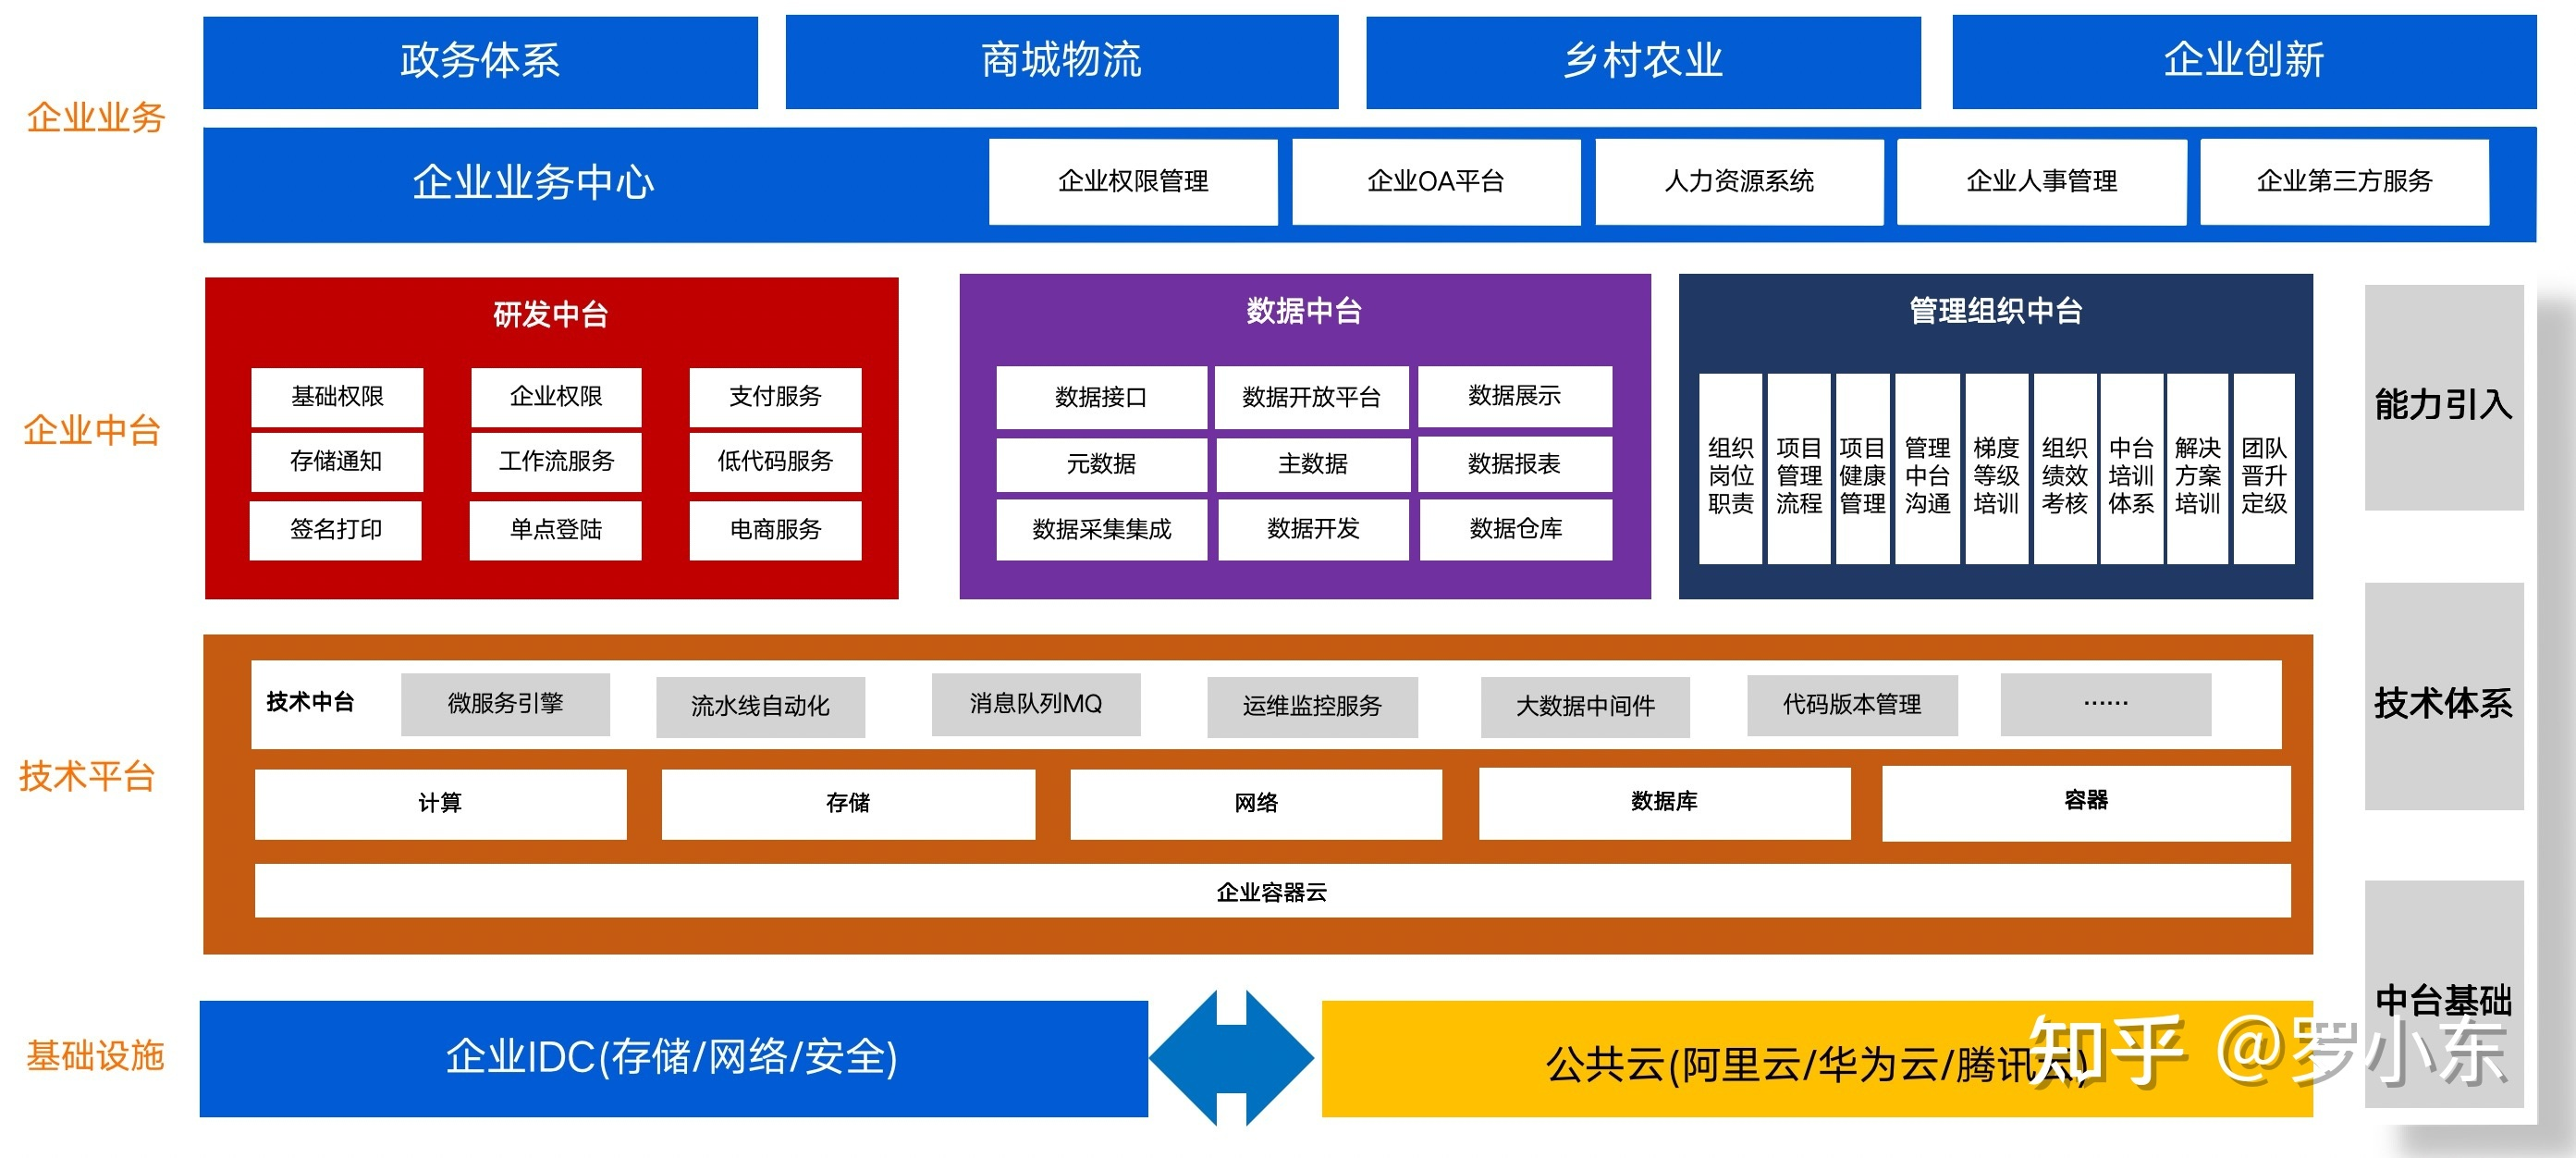 政务体系
商城物流
乡村农业
企业创新
企业业务
企业业务中心
企业权限管理
企业OA平台
人力资源系统
企业人事管理
企业第三方服务
企业中台
研发中台
基础权限
企业权限
支付服务
存储通知
工作流服务
低代码服务
签名打印
单点登陆
电商服务
数据中台
数据接口
数据开放平台
数据展示
元数据
主数据
数据报表
数据采集集成
数据开发
数据仓库
管理组织中台
组织
岗位
职责
项目
管理
流程
项目
健康
管理
管理
中台
沟通
梯度
等级
培训
组织
绩效
考核
中台
培训
体系
解决
方案
培训
团队
晋升
定级
能力引入
技术平台
技术中台
微服务引擎
流水线自动化
消息队列MQ
运维监控服务
大数据中间件
代码版本管理
······
计算
存储
网络
数据库
容器
企业容器云
技术体系
基础设施
企业IDC(存储/网络/安全)
公共云(阿里云/华为云/腾讯云)
中台基础
知乎 @罗小东